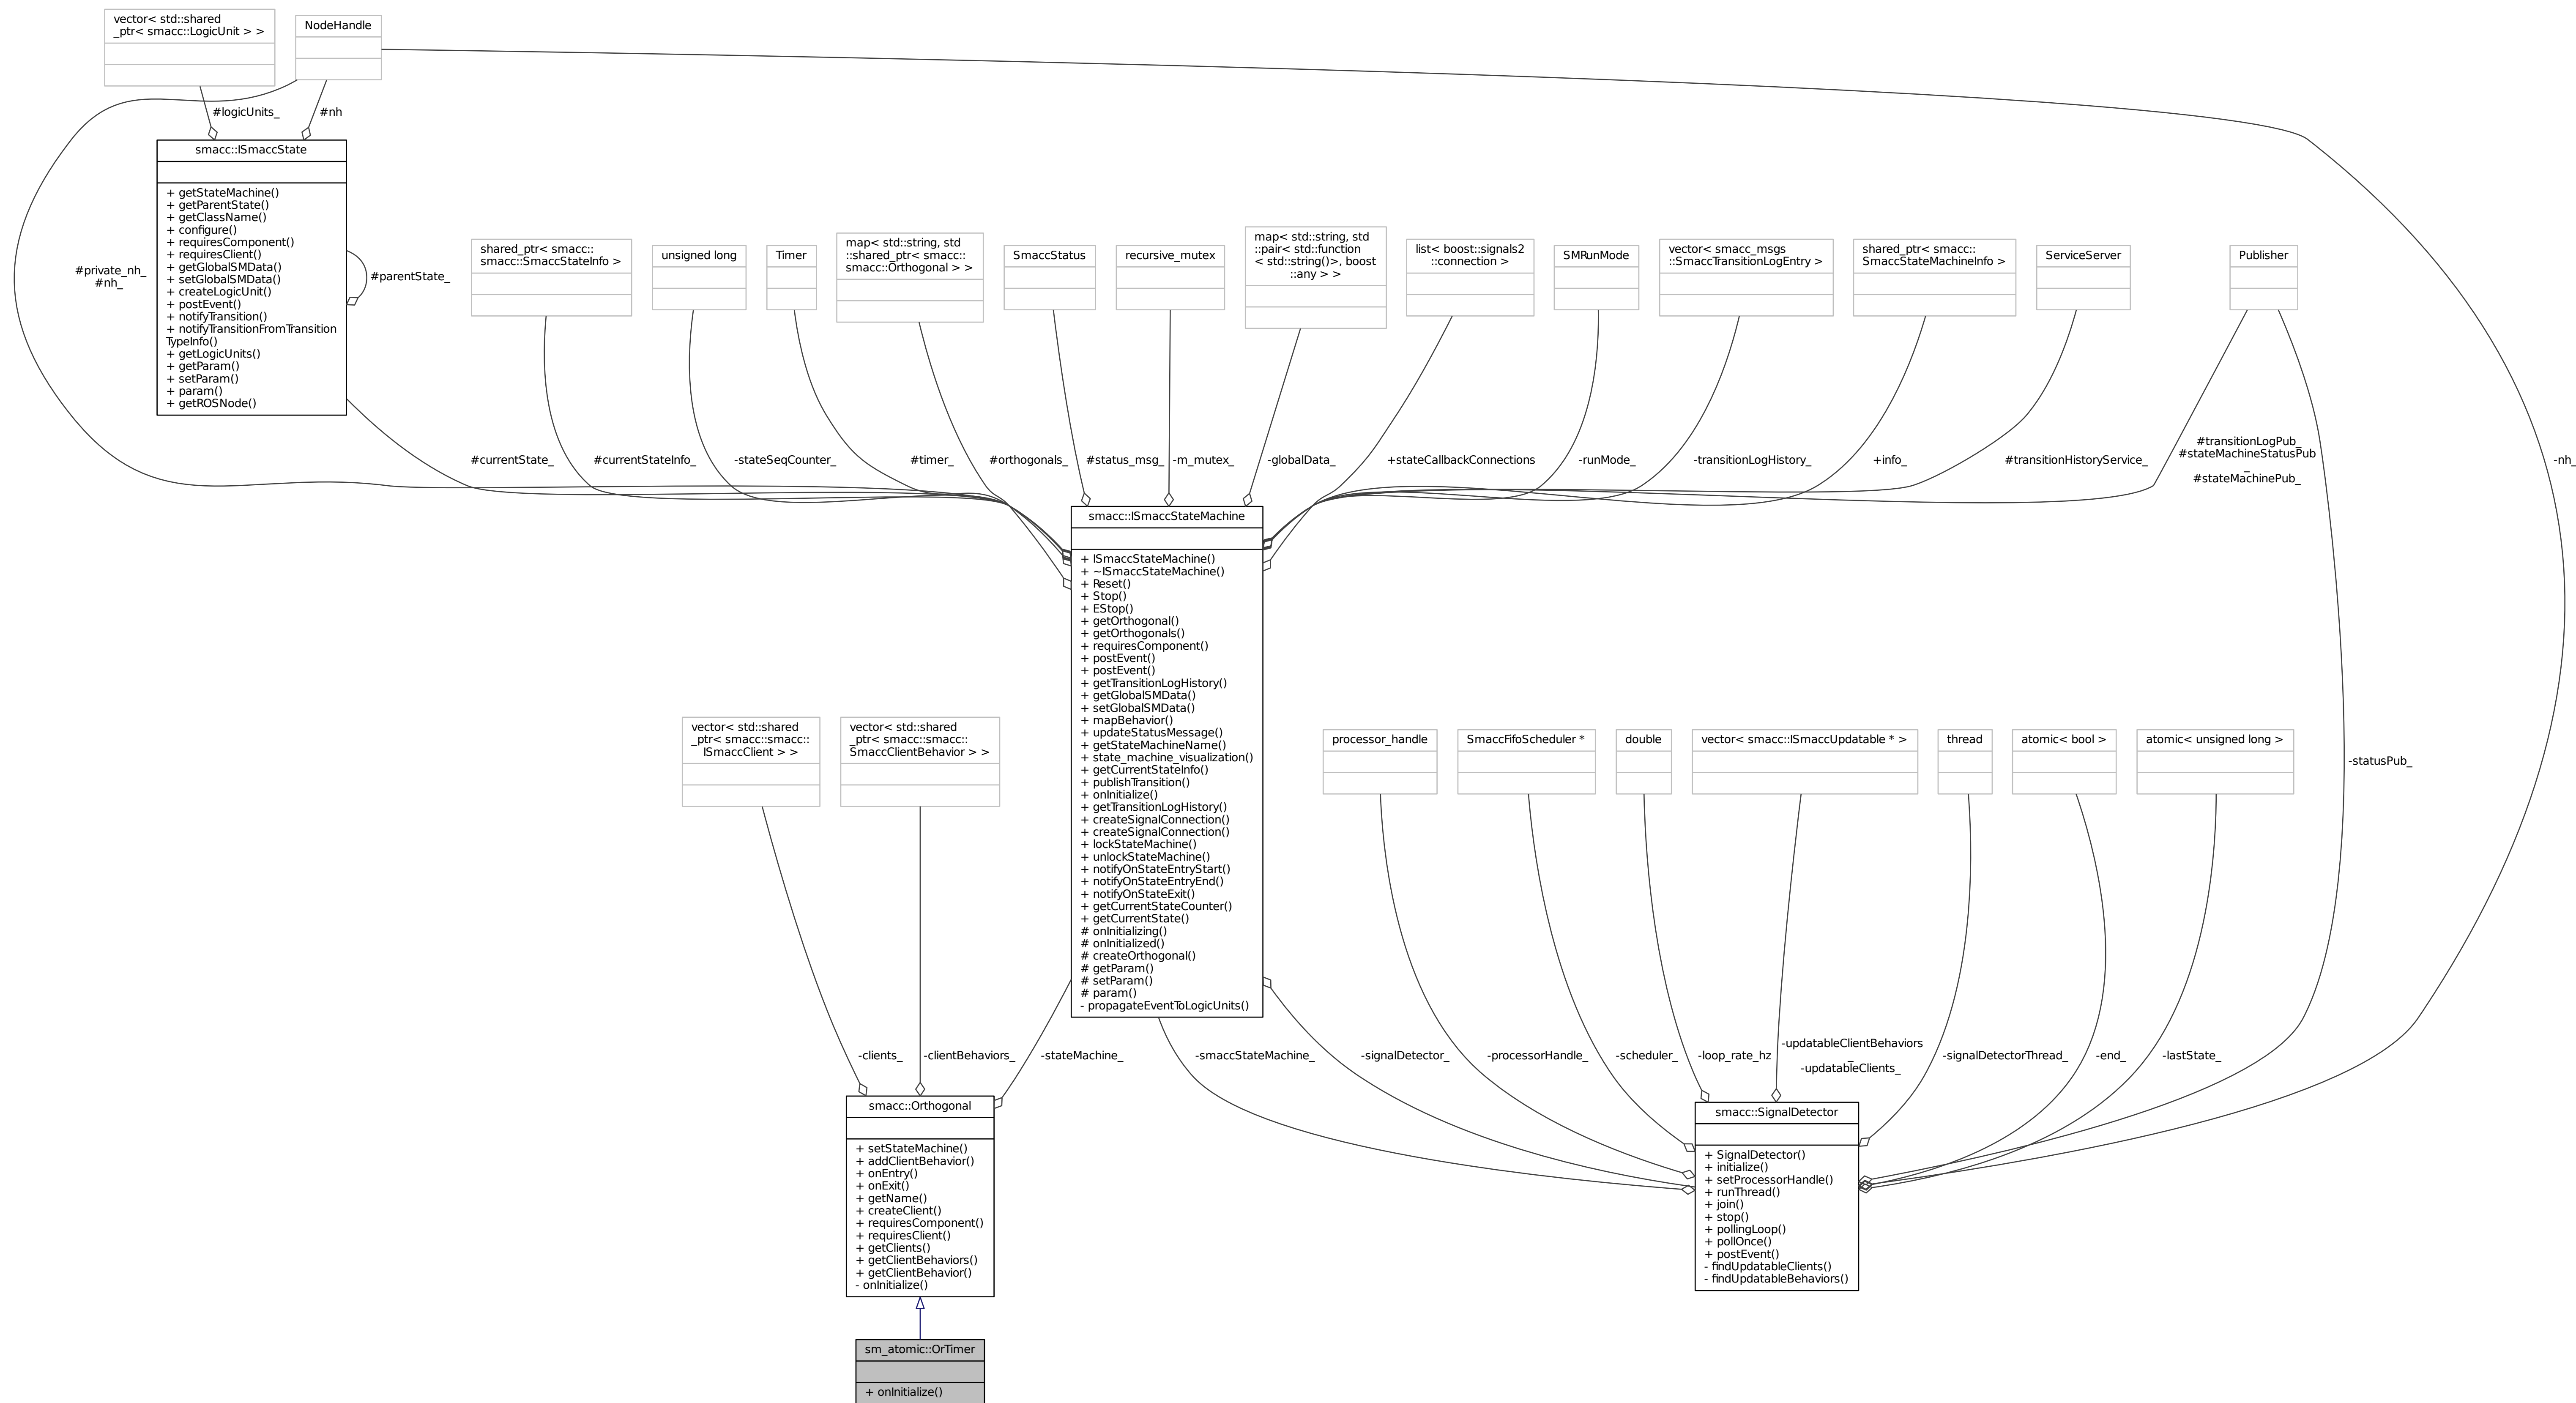 vector< std::shared
_ptr< smacc::LogicUnit > >
NodeHandle
#logicUnits_
#nh
smacc::ISmaccState
+ getStateMachine()
+ getParentState()
+ getClassName()
+ configure()
+ requiresComponent()
+ requiresClient()
+ getGlobalSMData()
+ setGlobalSMData()
+ createLogicUnit()
+ postEvent()
+ notifyTransition()
+ notifyTransitionFromTransition
TypeInfo()
+ getLogicUnits()
+ getParam()
+ setParam()
+ param()
+ getROSNode()
#private_nh_
#nh_
#parentState_
shared_ptr< smacc::
smacc::SmaccStateInfo >
unsigned long
Timer
map< std::string, std
::shared_ptr< smacc::
smacc::Orthogonal > >
SmaccStatus
recursive_mutex
map< std::string, std
::pair< std::function
< std::string()>, boost
::any > >
list< boost::signals2
::connection >
SMRunMode
vector< smacc_msgs
::SmaccTransitionLogEntry >
shared_ptr< smacc::
SmaccStateMachineInfo >
ServiceServer
Publisher
#currentState_
#currentStateInfo_
-stateSeqCounter_
#timer_
#orthogonals_
#status_msg_
-m_mutex_
-globalData_
+stateCallbackConnections
-runMode_
-transitionLogHistory_
+info_
#transitionHistoryService_
#transitionLogPub_
#stateMachineStatusPub
_
#stateMachinePub_
-nh_
smacc::ISmaccStateMachine
+ ISmaccStateMachine()
+ ~ISmaccStateMachine()
+ Reset()
+ Stop()
+ EStop()
+ getOrthogonal()
+ getOrthogonals()
+ requiresComponent()
+ postEvent()
+ postEvent()
+ getTransitionLogHistory()
+ getGlobalSMData()
+ setGlobalSMData()
+ mapBehavior()
+ updateStatusMessage()
+ getStateMachineName()
+ state_machine_visualization()
+ getCurrentStateInfo()
+ publishTransition()
+ onInitialize()
+ getTransitionLogHistory()
+ createSignalConnection()
+ createSignalConnection()
+ lockStateMachine()
+ unlockStateMachine()
+ notifyOnStateEntryStart()
+ notifyOnStateEntryEnd()
+ notifyOnStateExit()
+ getCurrentStateCounter()
+ getCurrentState()
# onInitializing()
# onInitialized()
# createOrthogonal()
# getParam()
# setParam()
# param()
- propagateEventToLogicUnits()
vector< std::shared
_ptr< smacc::smacc::
ISmaccClient > >
vector< std::shared
_ptr< smacc::smacc::
SmaccClientBehavior > >
processor_handle
SmaccFifoScheduler *
double
vector< smacc::ISmaccUpdatable * >
thread
atomic< bool >
atomic< unsigned long >
-statusPub_
-clients_
-clientBehaviors_
-stateMachine_
-smaccStateMachine_
-signalDetector_
-processorHandle_
-scheduler_
-loop_rate_hz
-updatableClientBehaviors
_
-updatableClients_
-signalDetectorThread_
-end_
-lastState_
smacc::Orthogonal
+ setStateMachine()
+ addClientBehavior()
+ onEntry()
+ onExit()
+ getName()
+ createClient()
+ requiresComponent()
+ requiresClient()
+ getClients()
+ getClientBehaviors()
+ getClientBehavior()
- onInitialize()
smacc::SignalDetector
+ SignalDetector()
+ initialize()
+ setProcessorHandle()
+ runThread()
+ join()
+ stop()
+ pollingLoop()
+ pollOnce()
+ postEvent()
- findUpdatableClients()
- findUpdatableBehaviors()
sm_atomic::OrTimer
+ onInitialize()